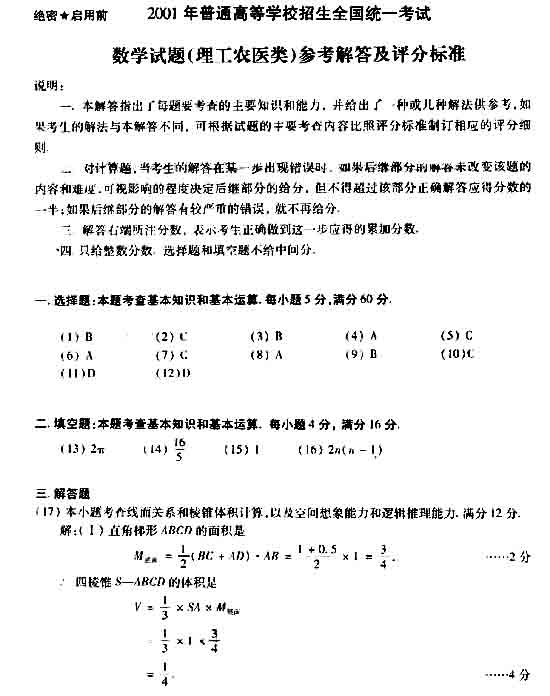 绝密★启用前 2001年普通高等学校招生全国统一考试
数学试题(理工农医类)参考解答及评分标准
说明:
一. 本解答指出了每题要考查的主要知识和能力, 并给出了一种或几种解法供参考, 如
果考生的解法与本解答不同, 可根据试题的主要考查内容比照评分标准制订相应的评分细
则.
二. 对计算题, 当考生的解答在某一步出现错误时, 如果后继部分的解答未改变该题的
内容和难度, 可视影响的程度决定后继部分的给分, 但不得超过该部分正确解答应得分数的
一半; 如果后继部分的解答有较严重的错误, 就不再给分.
三. 解答右端所注分数, 表示考生正确做到这一步应得的累加分数.
四. 只给整数分数. 选择题和填空题不给中间分.
一. 选择题: 本题考查基本知识和基本运算. 每小题5分, 满分60分.
(1) B (2) C (3) B (4) A (5) C
(6) A (7) C (8) A (9) B (10) C
(11) D (12) D
二. 填空题: 本题考查基本知识和基本运算. 每小题4分, 满分16分.
(13) 2π (14) 16/5 (15) 1 (16) 2n(n − 1)
三. 解答题
(17) 本小题考查线面关系和棱锥体积计算, 以及空间想象能力和逻辑推理能力. 满分12分.
解: (Ⅰ) 直角梯形 ABCD 的面积是
M底面 = 1/2 (BC + AD) · AB = (1 + 0.5)/2 × 1 = 3/4. ……2分
∴ 四棱锥 S—ABCD 的体积是
V = 1/3 × SA × M底面
= 1/3 × 1 × 3/4
= 1/4. ……4分